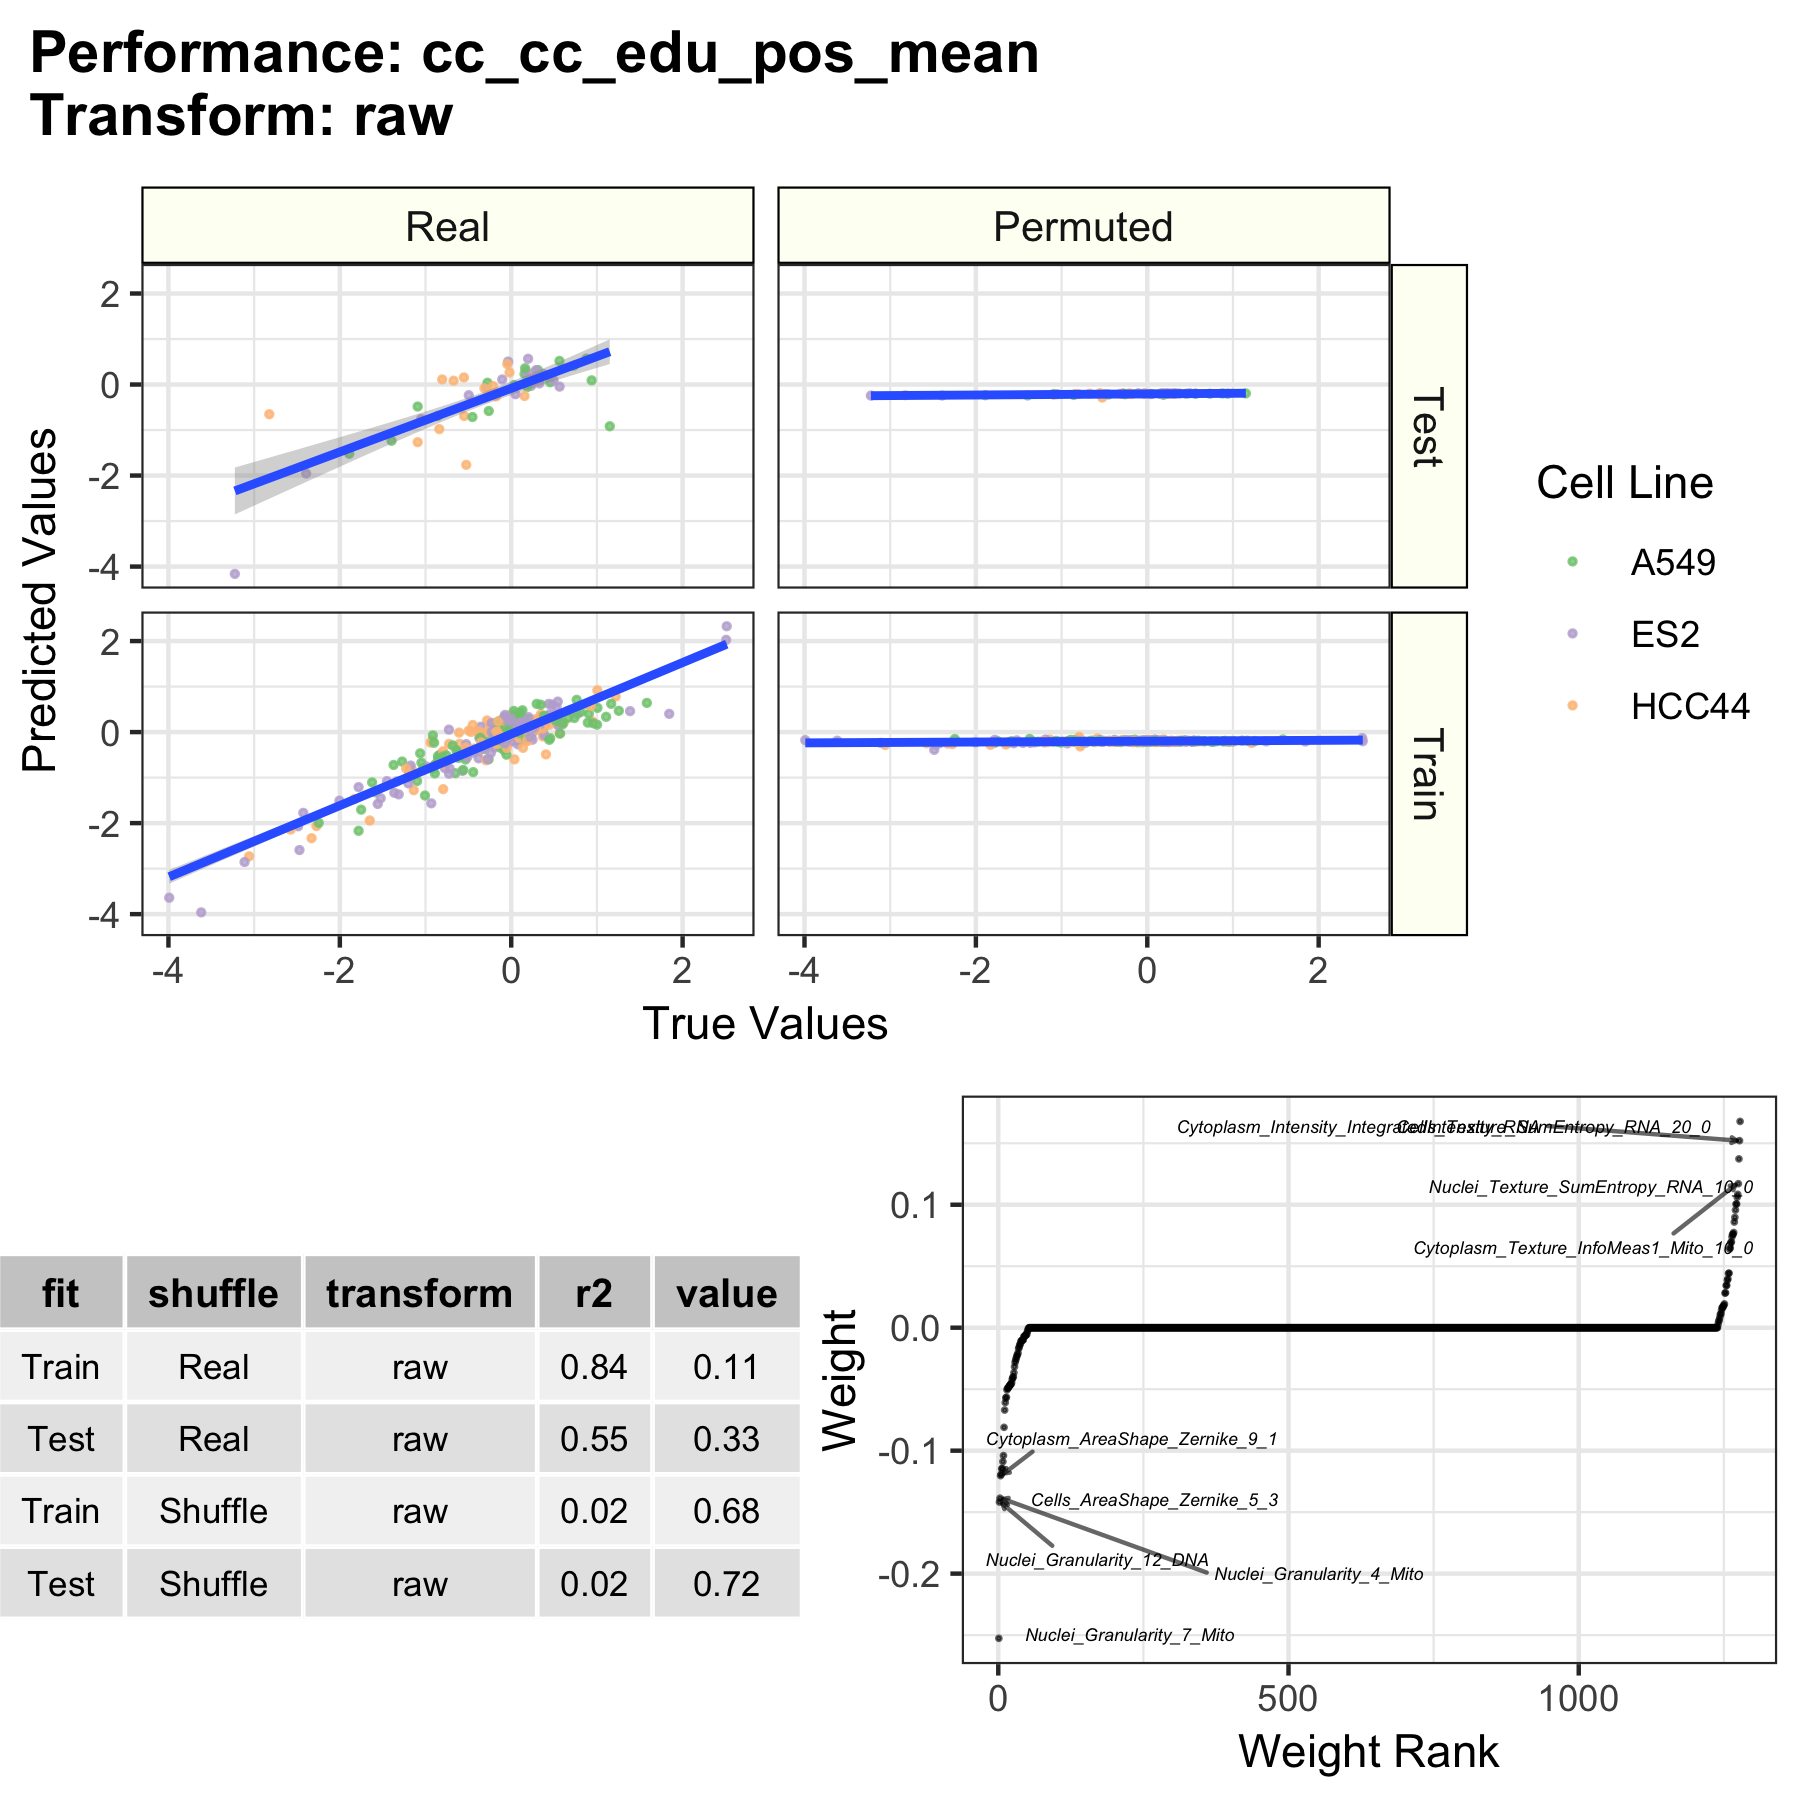 Performance: cc_cc_edu_pos_mean
Transform: raw
Real
Permuted
2
0
-2
-4
Test
2
0
-2
-4
Train
Predicted Values
-4 -2 0 2
-4 -2 0 2
True Values
Cell Line
A549
ES2
HCC44
fit shuffle transform r2 value
Train Real raw 0.84 0.11
Test Real raw 0.55 0.33
Train Shuffle raw 0.02 0.68
Test Shuffle raw 0.02 0.72
Weight
0.1
0.0
-0.1
-0.2
Cytoplasm_Intensity_IntegratedIntensity_RNA
Cells_Texture_SumEntropy_RNA_20_0
Nuclei_Texture_SumEntropy_RNA_10_0
Cytoplasm_Texture_InfoMeas1_Mito_10_0
Cytoplasm_AreaShape_Zernike_9_1
Cells_AreaShape_Zernike_5_3
Nuclei_Granularity_12_DNA
Nuclei_Granularity_4_Mito
Nuclei_Granularity_7_Mito
0 500 1000
Weight Rank